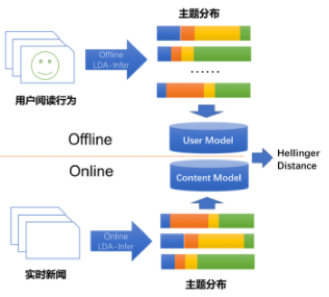 主题分布
Offline
LDA-Infer
用户阅读行为
......
Offline
User Model
Hellinger
Distance
Online
Content Model
Online
LDA-Infer
实时新闻
主题分布